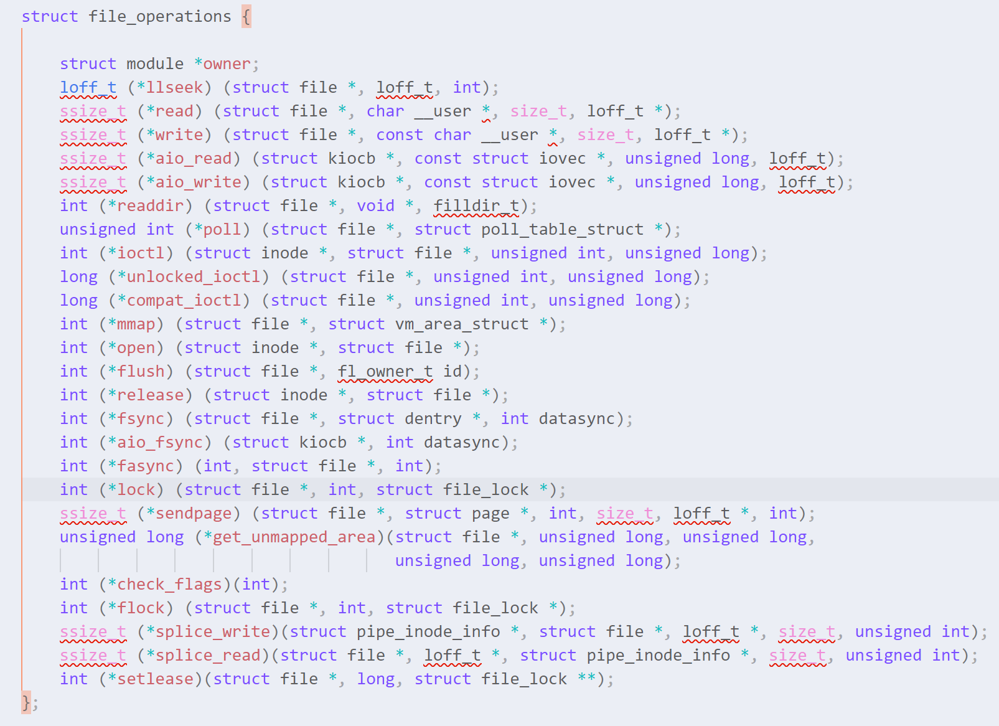 struct file_operations {
struct module *owner;
loff_t (*llseek) (struct file *, loff_t, int);
ssize_t (*read) (struct file *, char __user *, size_t, loff_t *);
ssize_t (*write) (struct file *, const char __user *, size_t, loff_t *);
ssize_t (*aio_read) (struct kiocb *, const struct iovec *, unsigned long, loff_t);
ssize_t (*aio_write) (struct kiocb *, const struct iovec *, unsigned long, loff_t);
int (*readdir) (struct file *, void *, filldir_t);
unsigned int (*poll) (struct file *, struct poll_table_struct *);
int (*ioctl) (struct inode *, struct file *, unsigned int, unsigned long);
long (*unlocked_ioctl) (struct file *, unsigned int, unsigned long);
long (*compat_ioctl) (struct file *, unsigned int, unsigned long);
int (*mmap) (struct file *, struct vm_area_struct *);
int (*open) (struct inode *, struct file *);
int (*flush) (struct file *, fl_owner_t id);
int (*release) (struct inode *, struct file *);
int (*fsync) (struct file *, struct dentry *, int datasync);
int (*aio_fsync) (struct kiocb *, int datasync);
int (*fasync) (int, struct file *, int);
int (*lock) (struct file *, int, struct file_lock *);
ssize_t (*sendpage) (struct file *, struct page *, int, size_t, loff_t *, int);
unsigned long (*get_unmapped_area)(struct file *, unsigned long, unsigned long,
unsigned long, unsigned long);
int (*check_flags)(int);
int (*flock) (struct file *, int, struct file_lock *);
ssize_t (*splice_write)(struct pipe_inode_info *, struct file *, loff_t *, size_t, unsigned int);
ssize_t (*splice_read)(struct file *, loff_t *, struct pipe_inode_info *, size_t, unsigned int);
int (*setlease)(struct file *, long, struct file_lock **);
};